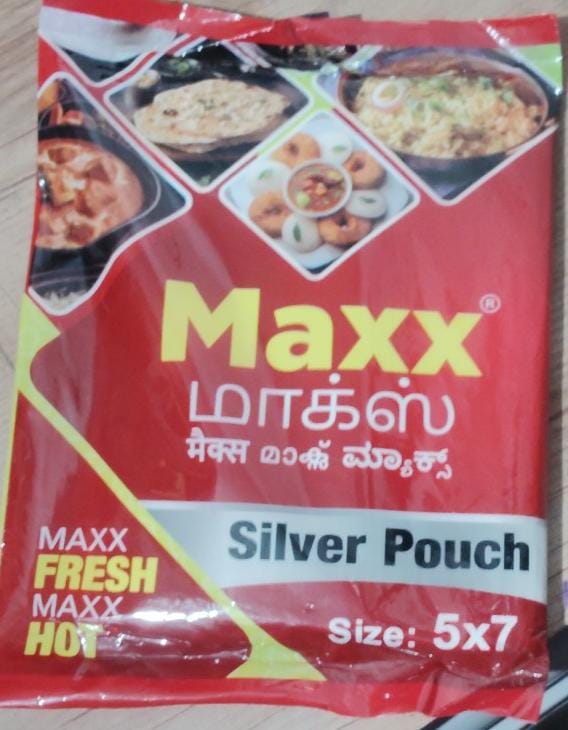 Maxx®
மாக்ஸ்
मैक्स മാക്സ് ಮ್ಯಾಕ್ಸ್
Silver Pouch
MAXX
FRESH
MAXX
HOT
Size: 5x7